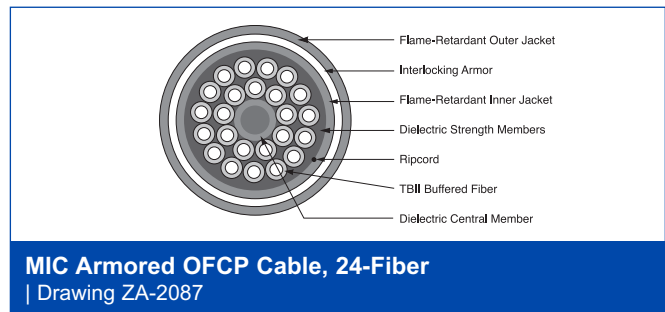 Flame-Retardant Outer Jacket
Interlocking Armor
Flame-Retardant Inner Jacket
Dielectric Strength Members
Ripcord
TBII Buffered Fiber
Dielectric Central Member
MIC Armored OFCP Cable, 24-Fiber
| Drawing ZA-2087